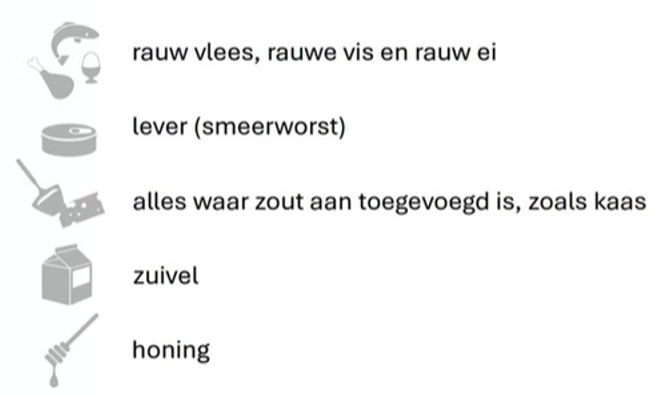 rauw vlees, rauwe vis en rauw ei
lever (smeerworst)
alles waar zout aan toegevoegd is, zoals kaas
zuivel
honing